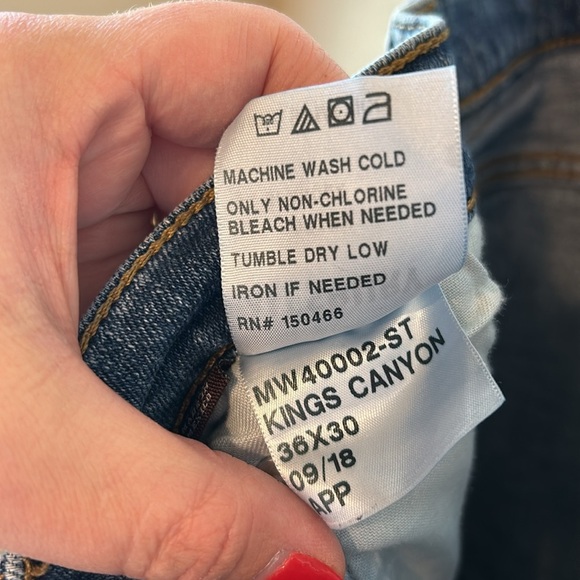 MACHINE WASH COLD
ONLY NON-CHLORINE
BLEACH WHEN NEEDED
TUMBLE DRY LOW
IRON IF NEEDED
RN# 150466
MW40002-ST
KINGS CANYON
36X30
09/18
APP